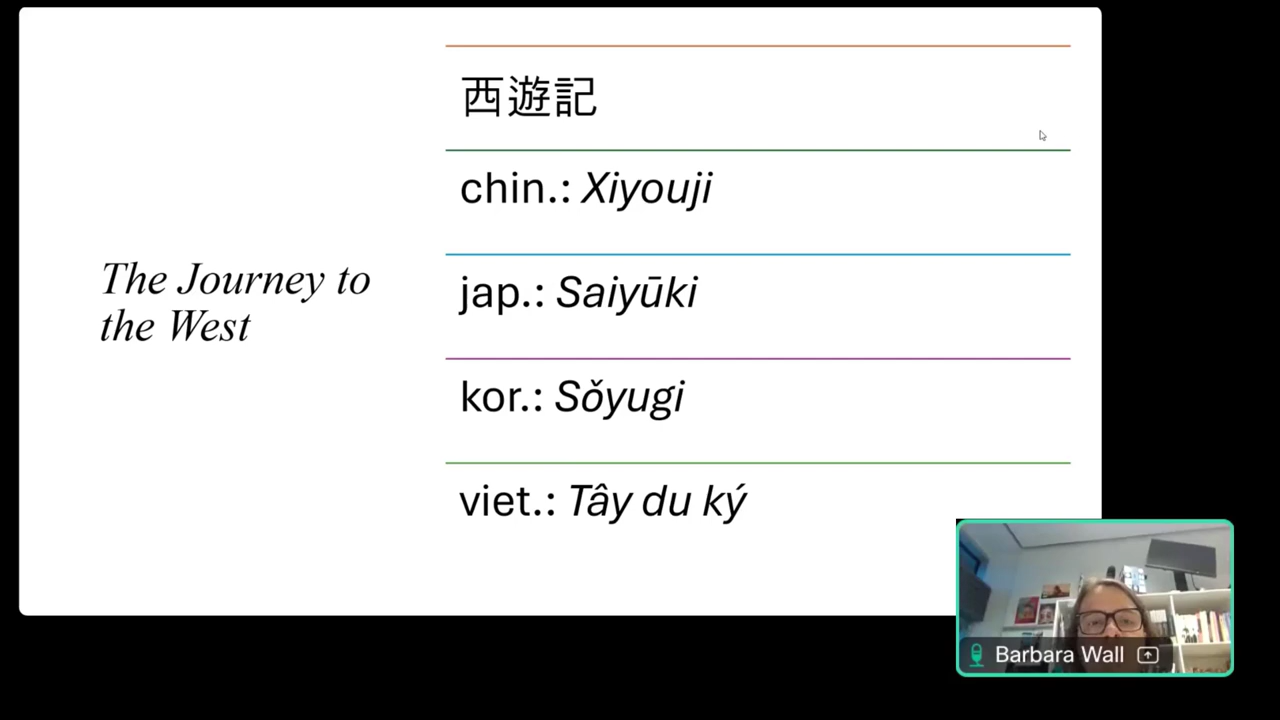 The Journey to
the West
西遊記
chin.: Xiyouji
jap.: Saiyūki
kor.: Sǒyugi
viet.: Tây du ký
Barbara Wall